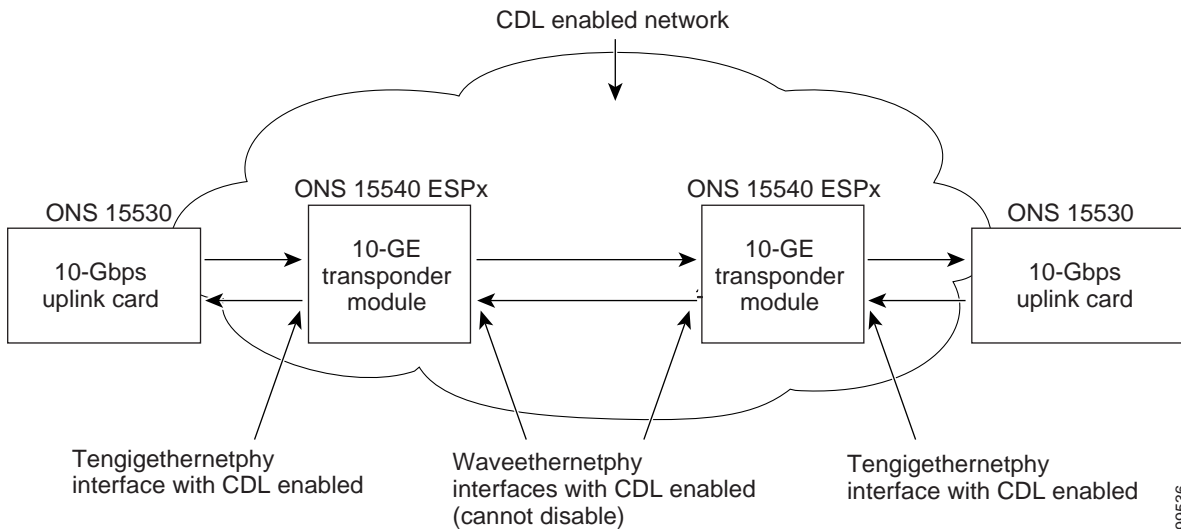 CDL enabled network
ONS 15540 ESPx
ONS 15540 ESPx
ONS 15530
ONS 15530
10-Gbps
uplink card
10-GE
transponder
module
10-GE
transponder
module
10-Gbps
uplink card
Tengigethernetphy
interface with CDL enabled
Waveethernetphy
interfaces with CDL enabled
(cannot disable)
Tengigethernetphy
interface with CDL enabled